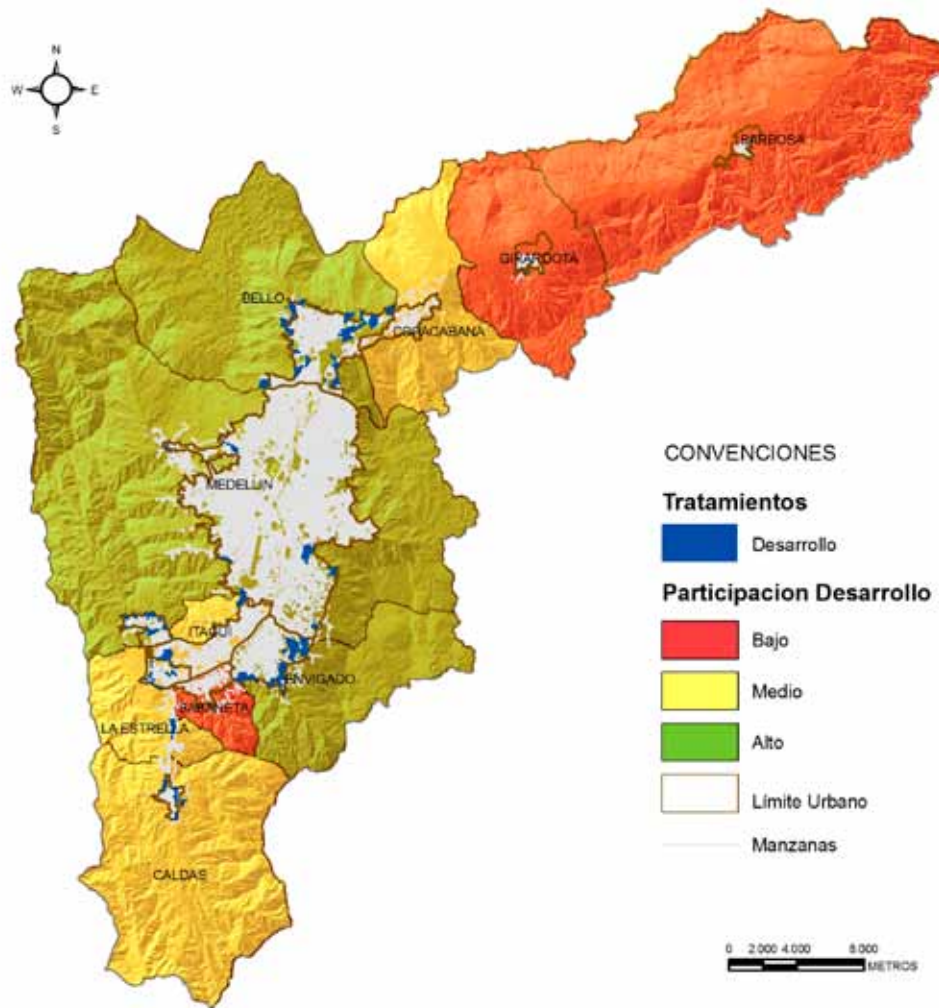 N
W E
S
BARBOSA
GIRARDOTA
BELLO
COPACABANA
MEDELLIN
ITAGUI
ENVIGADO
SABANETA
LA ESTRELLA
CALDAS
CONVENCIONES
Tratamientos
Desarrollo
Participacion Desarrollo
Bajo
Medio
Alto
Límite Urbano
Manzanas
0 2.000 4.000 8.000
METROS